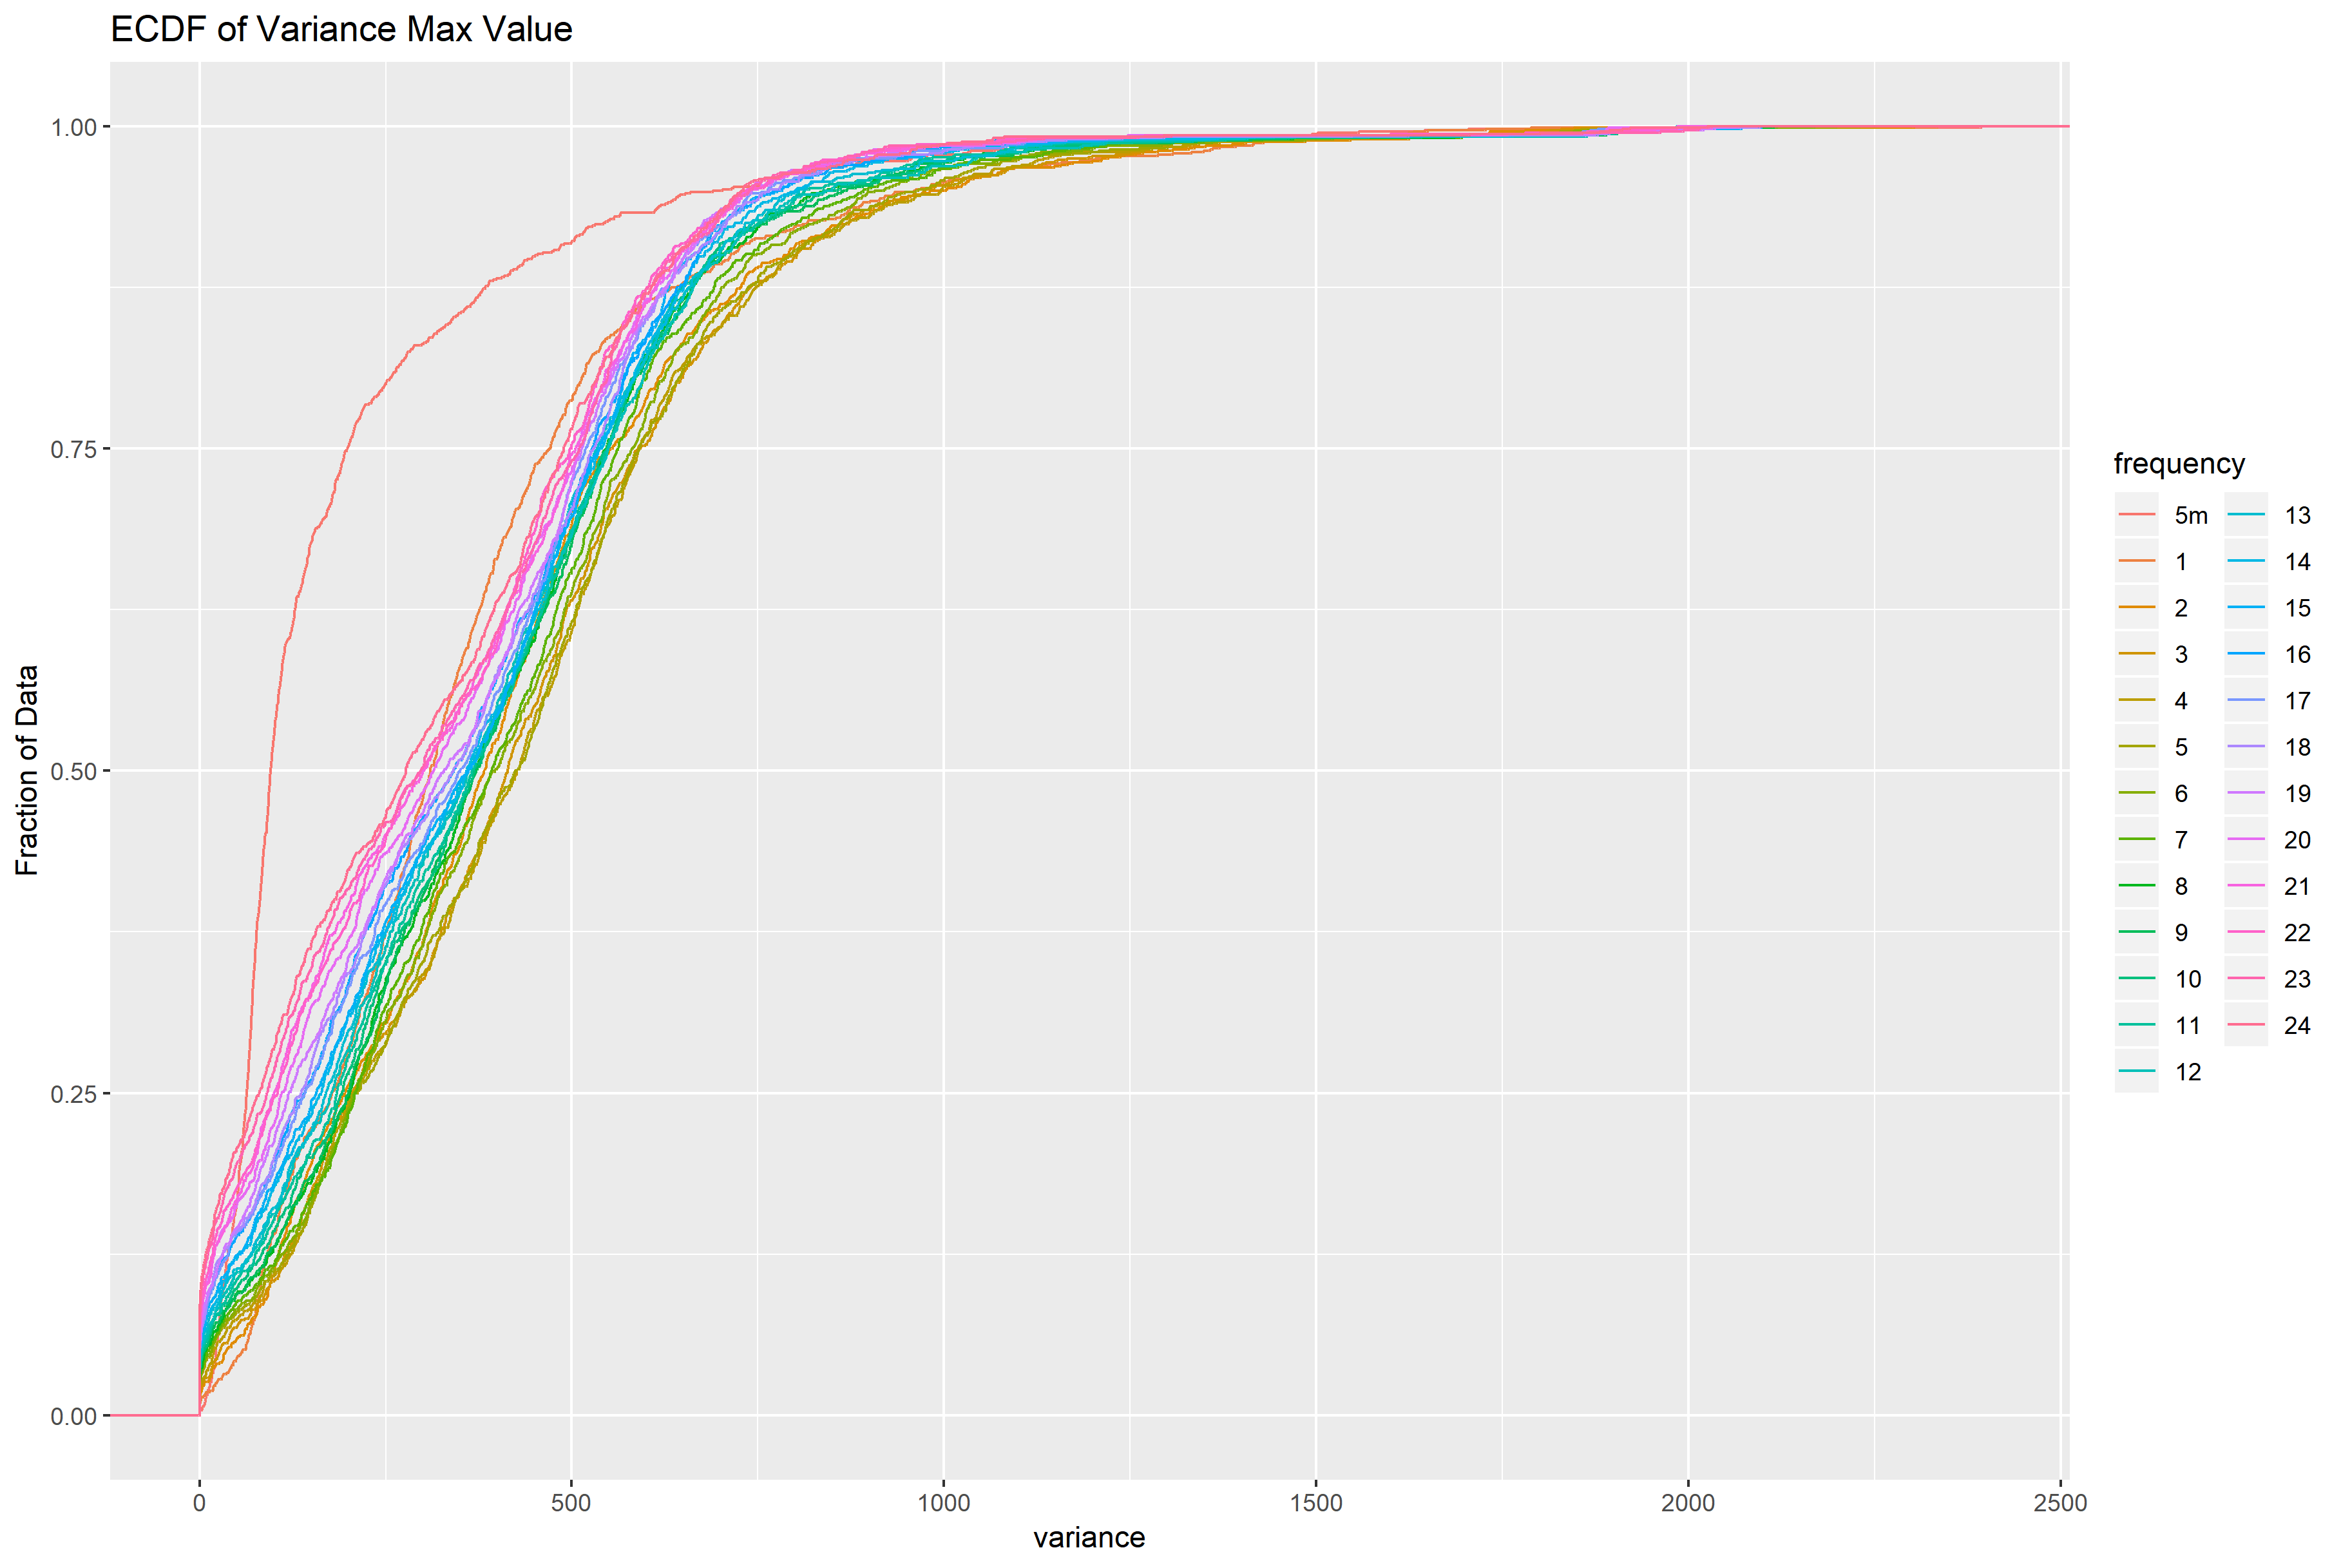 ECDF of Variance Max Value
1.00
0.75
0.50
0.25
0.00
Fraction of Data
0 500 1000 1500 2000 2500
variance
frequency
5m 13
1 14
2 15
3 16
4 17
5 18
6 19
7 20
8 21
9 22
10 23
11 24
12